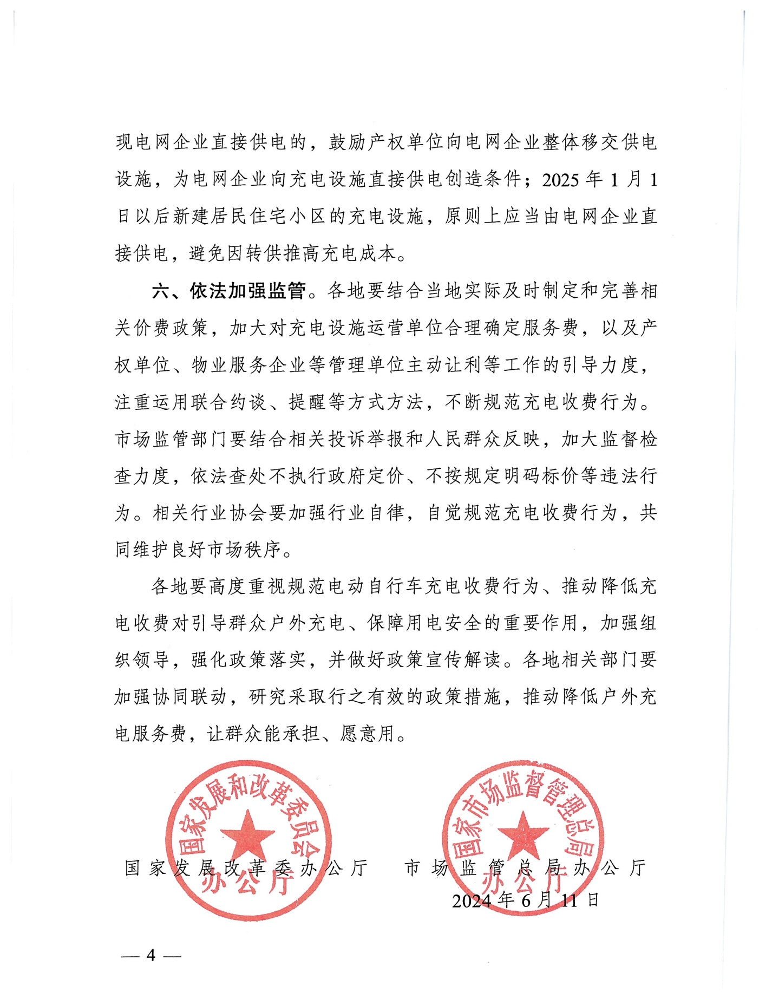 现电网企业直接供电的，鼓励产权单位向电网企业整体移交供电
设施，为电网企业向充电设施直接供电创造条件；2025 年 1 月 1
日以后新建居民住宅小区的充电设施，原则上应当由电网企业直
接供电，避免因转供推高充电成本。
六、依法加强监管。各地要结合当地实际及时制定和完善相
关价费政策，加大对充电设施运营单位合理确定服务费，以及产
权单位、物业服务企业等管理单位主动让利等工作的引导力度，
注重运用联合约谈、提醒等方式方法，不断规范充电收费行为。
市场监管部门要结合相关投诉举报和人民群众反映，加大监督检
查力度，依法查处不执行政府定价、不按规定明码标价等违法行
为。相关行业协会要加强行业自律，自觉规范充电收费行为，共
同维护良好市场秩序。
各地要高度重视规范电动自行车充电收费行为、推动降低充
电收费对引导群众户外充电、保障用电安全的重要作用，加强组
织领导，强化政策落实，并做好政策宣传解读。各地相关部门要
加强协同联动，研究采取行之有效的政策措施，推动降低户外充
电服务费，让群众能承担、愿意用。
国家发展和改革委员会
办公厅
国家市场监督管理总局
办公厅
国家发展改革委办公厅 市场监管总局办公厅
2024 年 6 月 11 日
— 4 —